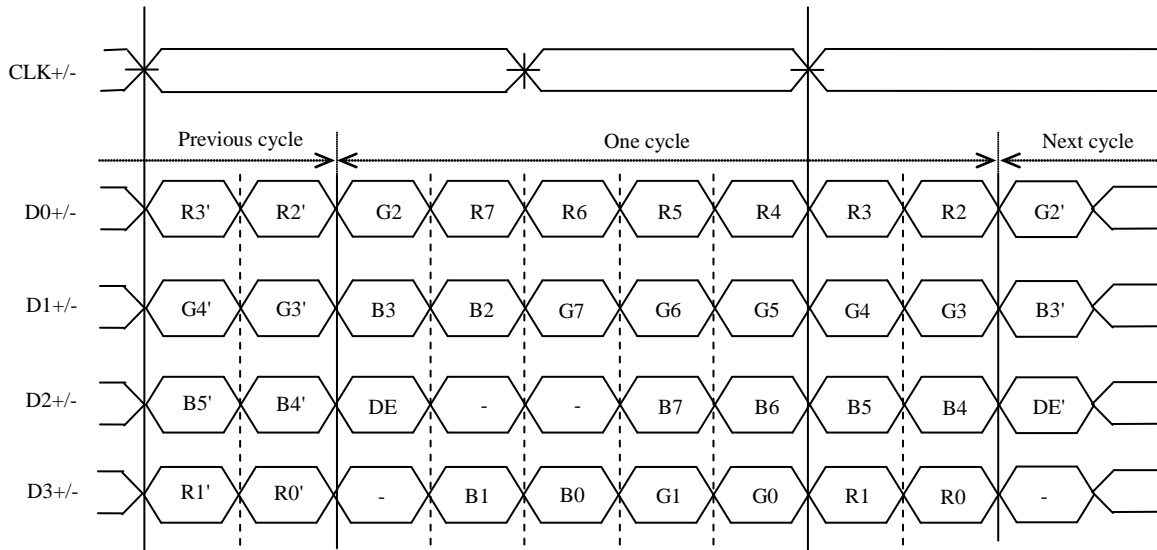 CLK+/-
Previous cycle One cycle Next cycle
D0+/- R3' R2' G2 R7 R6 R5 R4 R3 R2 G2'
D1+/- G4' G3' B3 B2 G7 G6 G5 G4 G3 B3'
D2+/- B5' B4' DE - - B7 B6 B5 B4 DE'
D3+/- R1' R0' - B1 B0 G1 G0 R1 R0 -